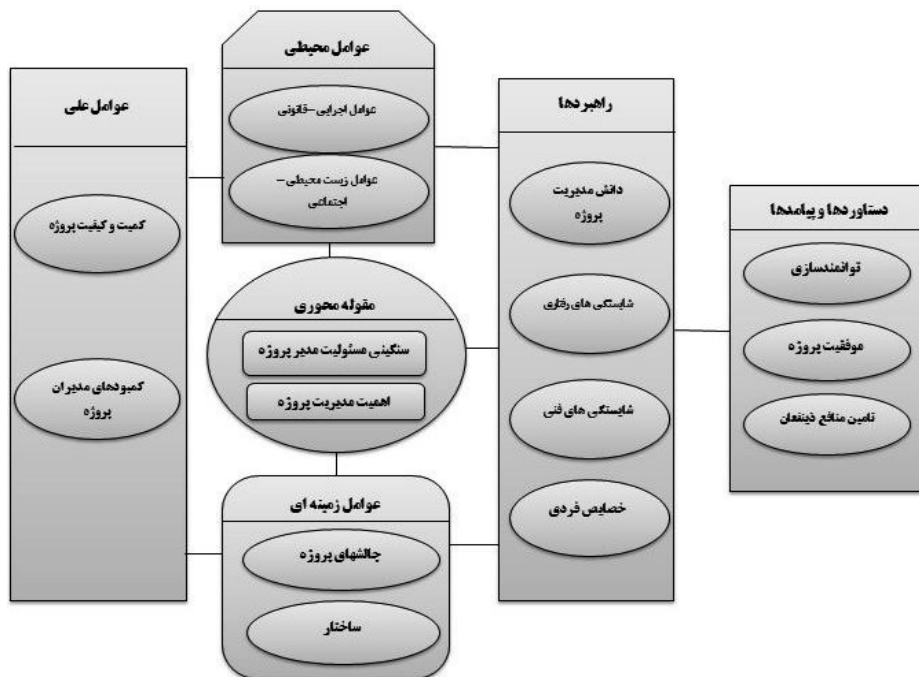 عوامل محیطی
عوامل اجرایی–قانونی
عوامل زیست محیطی–
اجتماعی
عوامل علی
کمیت و کیفیت پروژه
کمبودهای مدیران
پروژه
مقوله محوری
سنگینی مسئولیت مدیر پروژه
اهمیت مدیریت پروژه
عوامل زمینه ای
چالشهای پروژه
ساختار
راهبردها
دانش مدیریت
پروژه
شایستگی های رفتاری
شایستگی های فنی
خصایص فردی
دستاوردها و پیامدها
توانمندسازی
موفقیت پروژه
تامین منافع ذینفعان